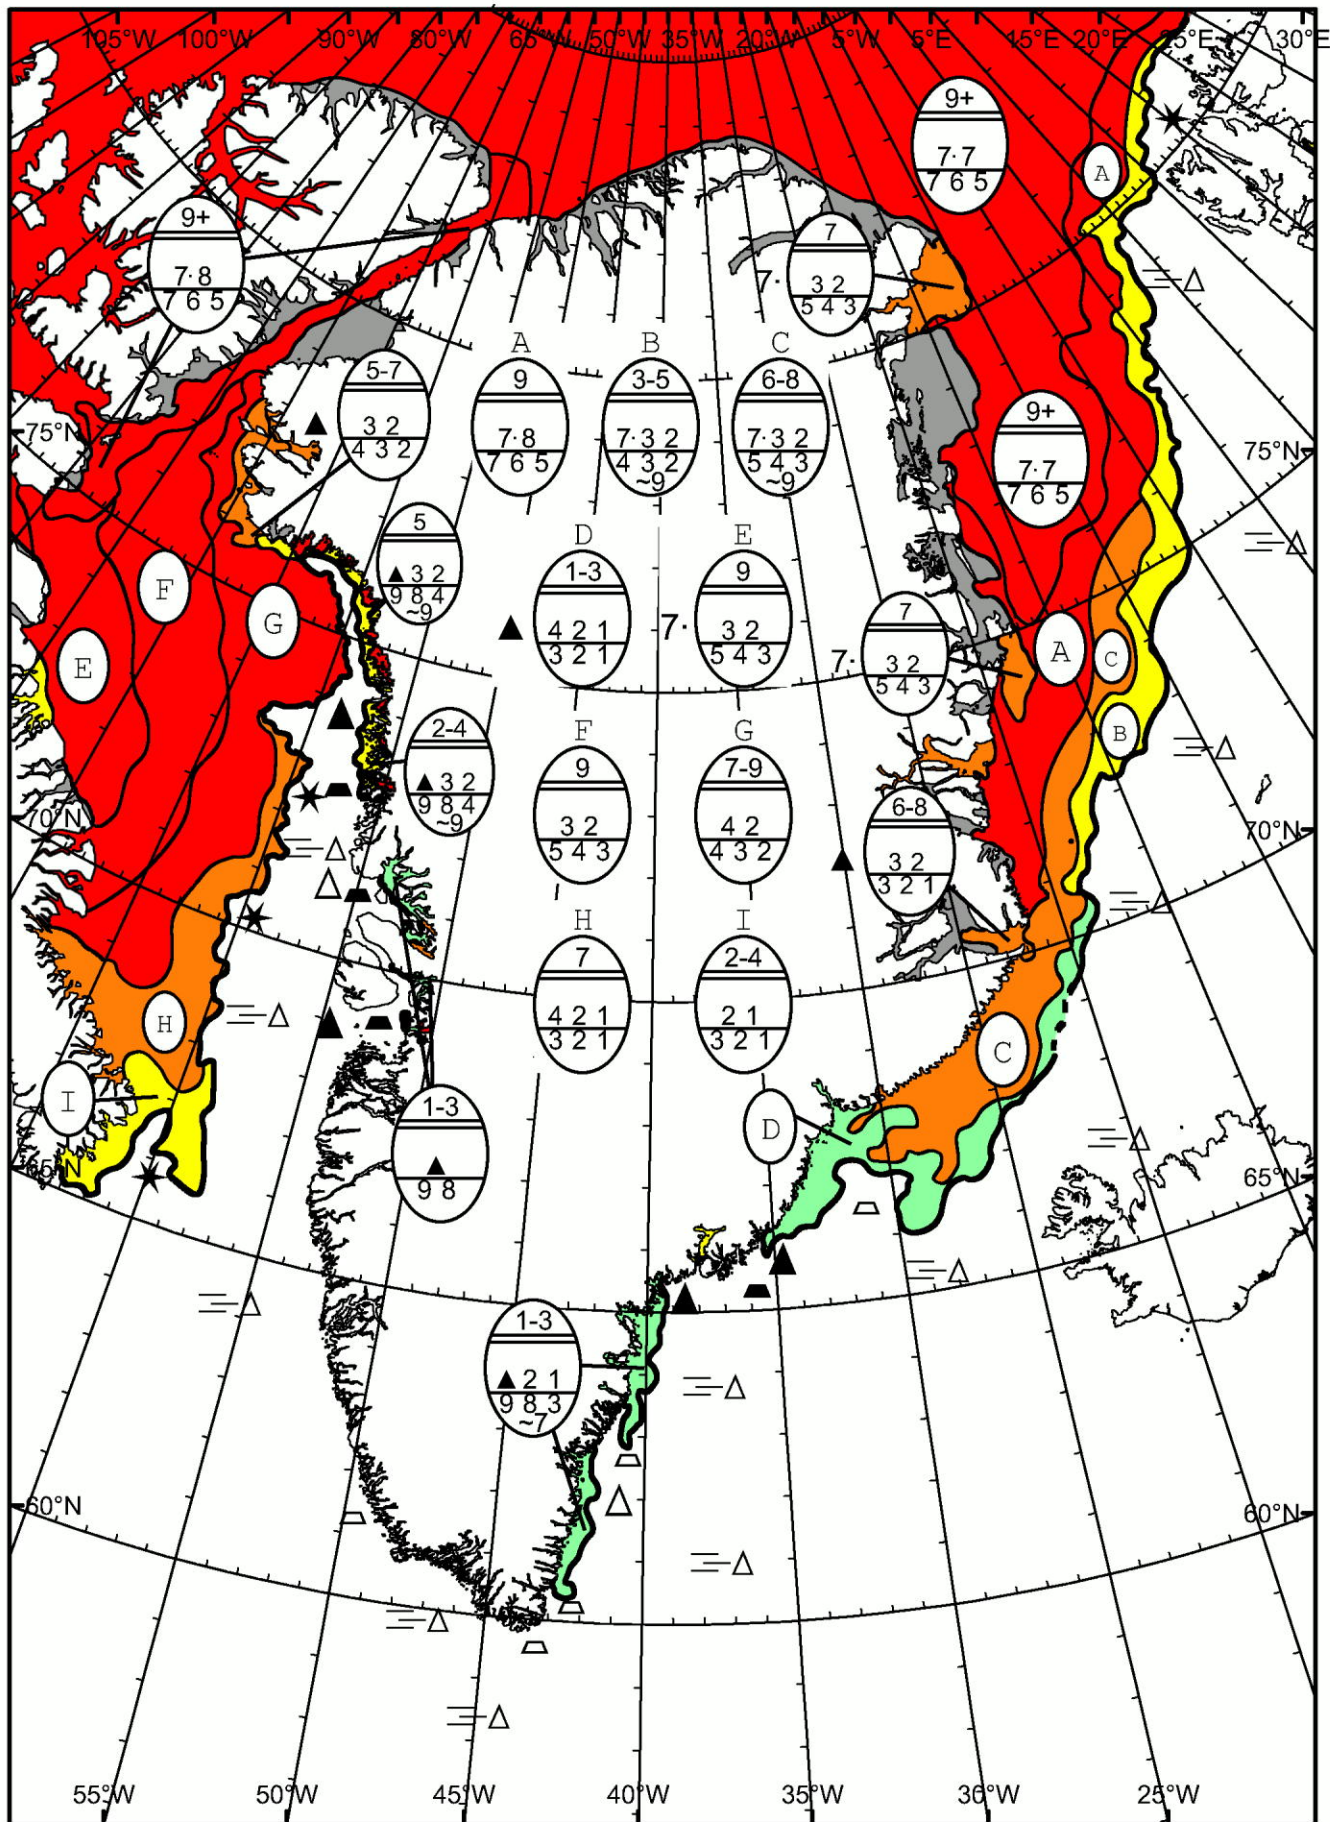 105°W 100°W 90°W 80°W 65°W 50°W 35°W 20°W 5°W 5°E 15°E 20°E 25°E 30°E
9+
7·7
7 6 5
A
9+
7·8
7 6 5
7
7· 3 2
5 4 3
5-7
3 2
4 3 2
A B C
9 3-5 6-8
7·8 7·3 2 7·3 2
7 6 5 4 3 2 5 4 3
~9 ~9
75°N 75°N
9+
7·7
7 6 5
5
▲ 3 2
9 8 4
~9
D E
1-3 9
4 2 1 7· 3 2
3 2 1 5 4 3
F
G
E
7
7· 3 2
5 4 3
A
C
B
2-4
▲ 3 2
9 8 4
~9
F G
9 7-9
3 2 4 2
5 4 3 4 3 2
6-8
3 2
3 2 1
70°N 70°N
H I
7 2-4
4 2 1 2 1
3 2 1 3 2 1
H
C
I
D
1-3
▲
9 8
65°N 65°N
1-3
▲ 2 1
9 8 3
~7
60°N 60°N
55°W 50°W 45°W 40°W 35°W 30°W 25°W